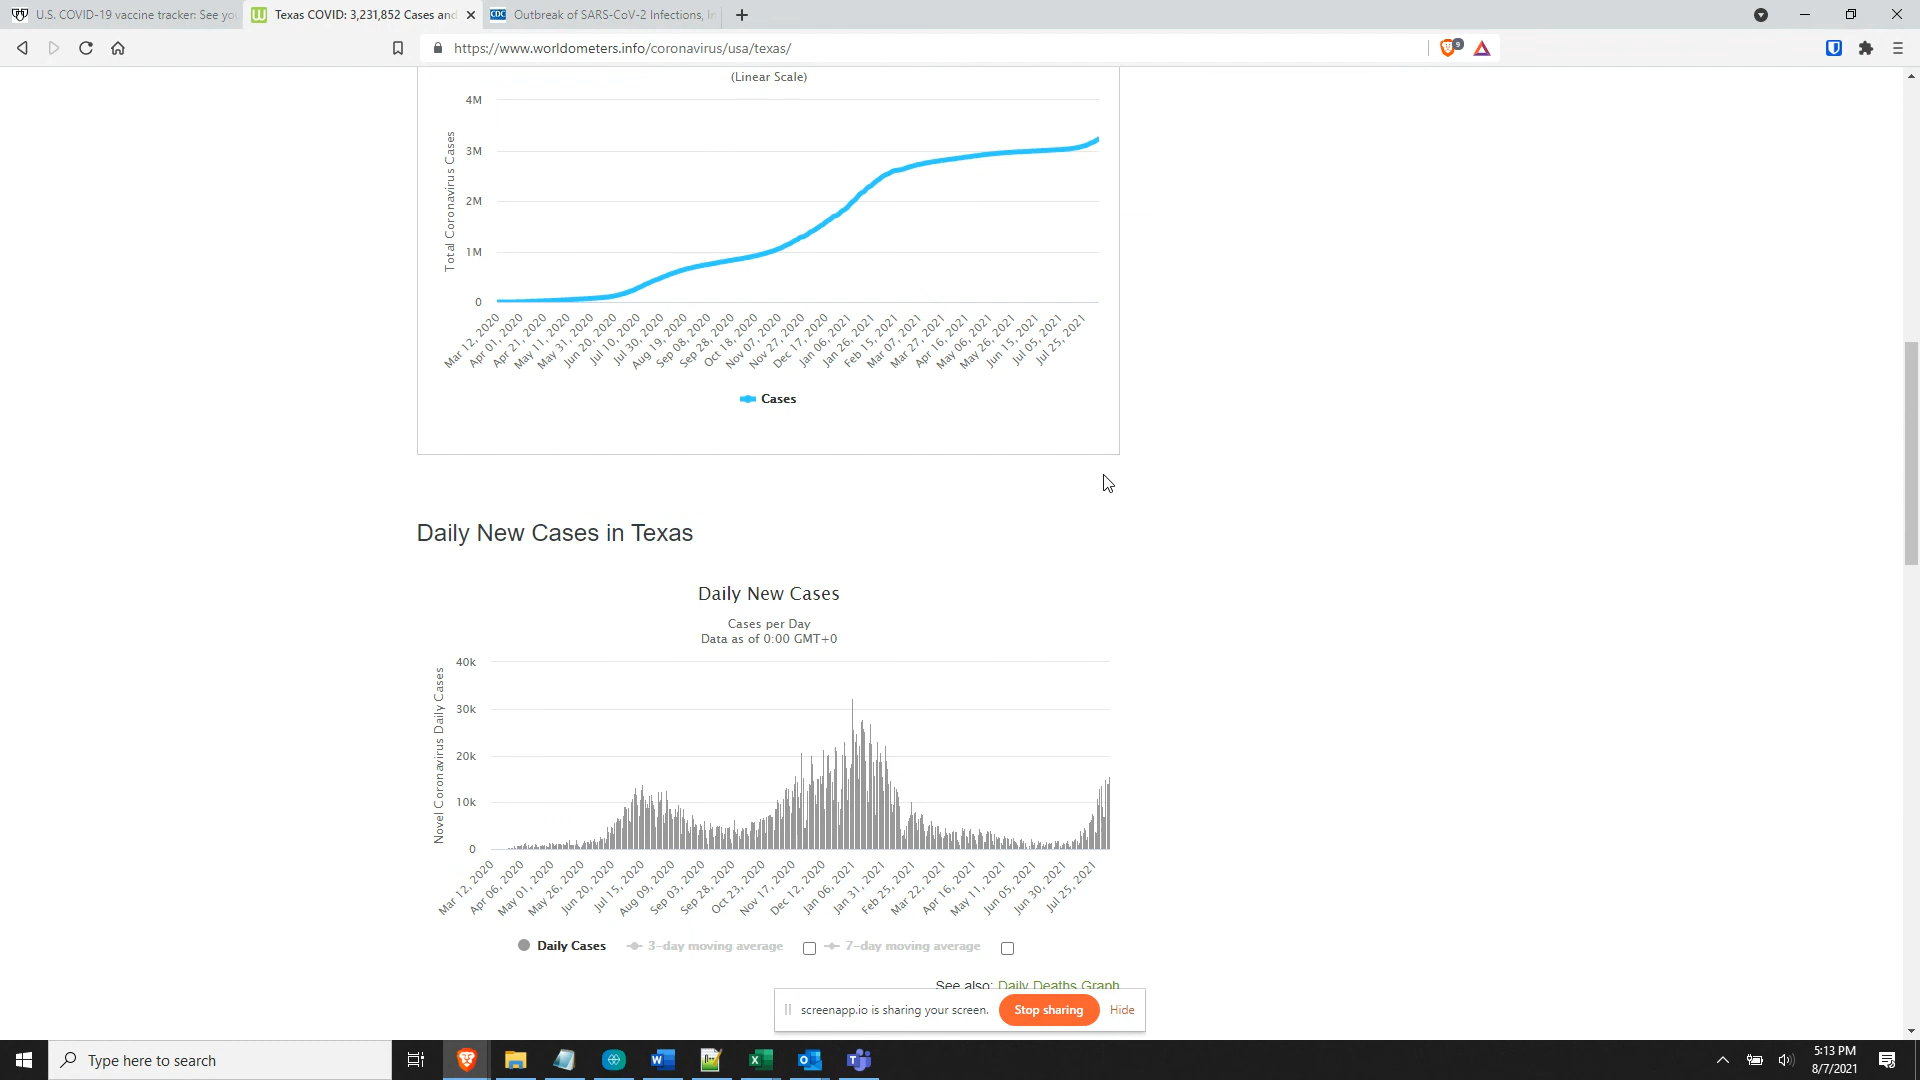 U.S. COVID-19 vaccine tracker: See yo
Texas COVID: 3,231,852 Cases and
CDC
Outbreak of SARS-CoV-2 Infections, I
https://www.worldometers.info/coronavirus/usa/texas/
9
(Linear Scale)
Total Coronavirus Cases
4M
3M
2M
1M
0
Mar 12, 2020
Apr 01, 2020
Apr 21, 2020
May 11, 2020
May 31, 2020
Jun 20, 2020
Jul 10, 2020
Jul 30, 2020
Aug 19, 2020
Sep 08, 2020
Sep 28, 2020
Oct 18, 2020
Nov 07, 2020
Nov 27, 2020
Dec 17, 2020
Jan 06, 2021
Jan 26, 2021
Feb 15, 2021
Mar 07, 2021
Mar 27, 2021
Apr 16, 2021
May 06, 2021
May 26, 2021
Jun 15, 2021
Jul 05, 2021
Jul 25, 2021
Cases
Daily New Cases in Texas
Daily New Cases
Cases per Day
Data as of 0:00 GMT+0
Novel Coronavirus Daily Cases
40k
30k
20k
10k
0
Mar 12, 2020
Apr 06, 2020
May 01, 2020
May 26, 2020
Jun 20, 2020
Jul 15, 2020
Aug 09, 2020
Sep 03, 2020
Sep 28, 2020
Oct 23, 2020
Nov 17, 2020
Dec 12, 2020
Jan 06, 2021
Jan 31, 2021
Feb 25, 2021
Mar 22, 2021
Apr 16, 2021
May 11, 2021
Jun 05, 2021
Jun 30, 2021
Jul 25, 2021
Daily Cases
3-day moving average
7-day moving average
See also: Daily Deaths Graph
screenapp.io is sharing your screen.
Stop sharing
Hide
Type here to search
5:13 PM
8/7/2021